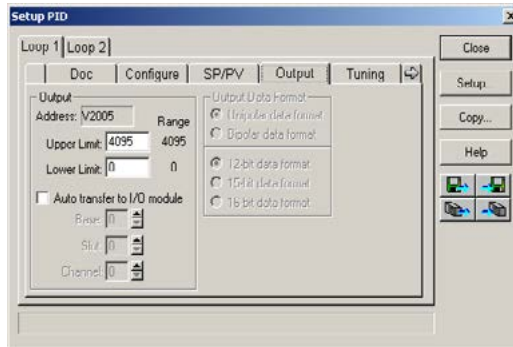 Setup PID
Loop 1 Loop 2
Doc Configure SP/PV Output Tuning
Output
Address: V2005
Range
Upper Limit: 4095 4095
Lower Limit: 0 0
Auto transfer to I/O module
Base: 0
Slot: 0
Channel: 0
Output Data Format
Unipolar data format
Bipolar data format
12-bit data format
15-bit data format
16 bit data format
Close
Setup
Copy...
Help